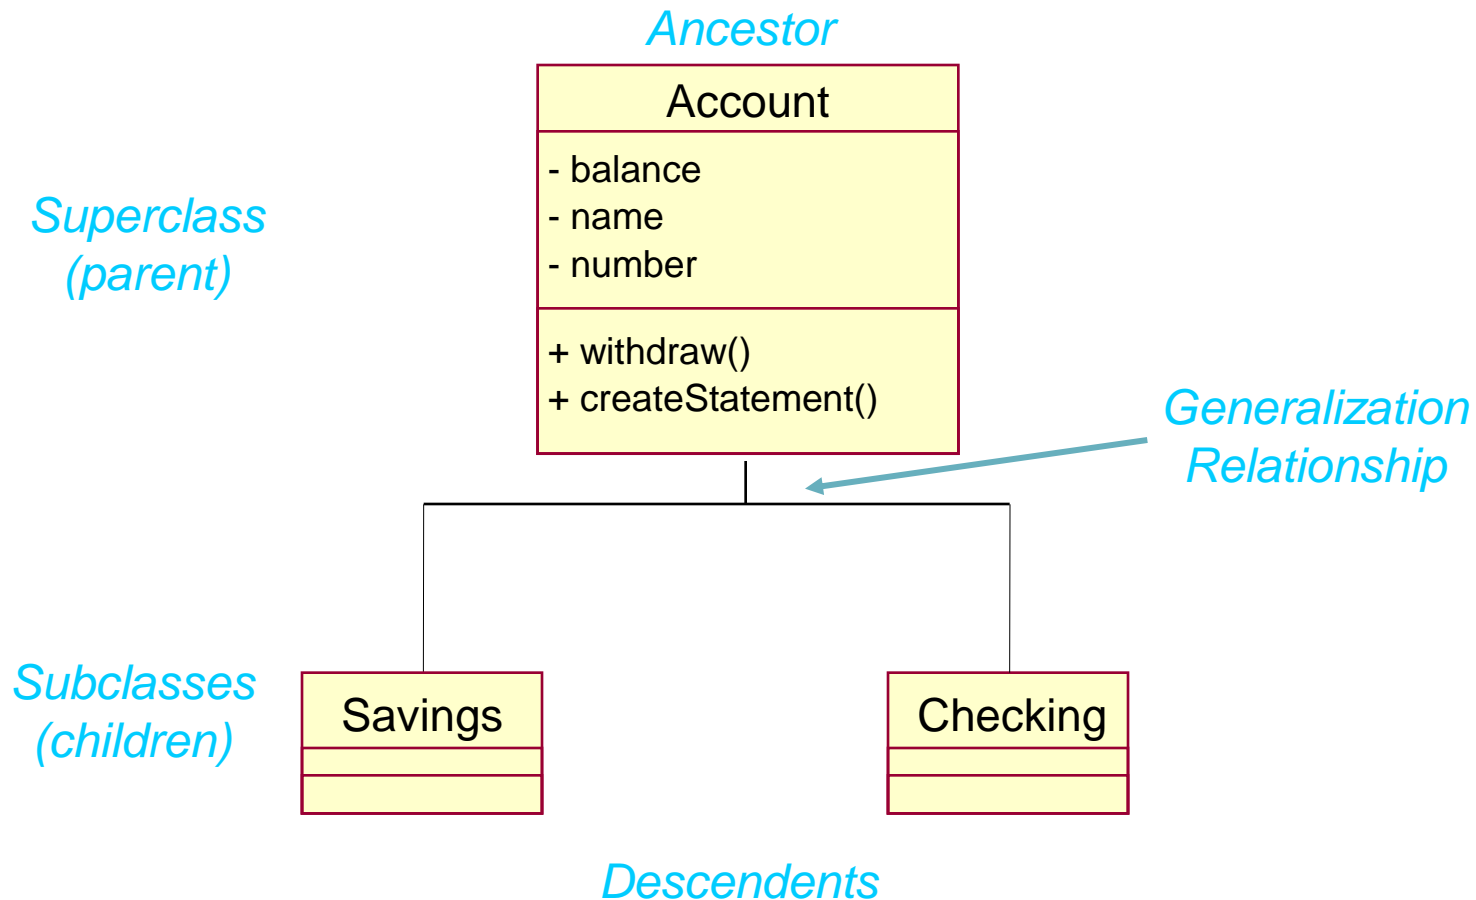 Ancestor
Account
- balance
- name
- number
+ withdraw()
+ createStatement()
Superclass
(parent)
Generalization
Relationship
Subclasses
(children)
Savings
Checking
Descendents